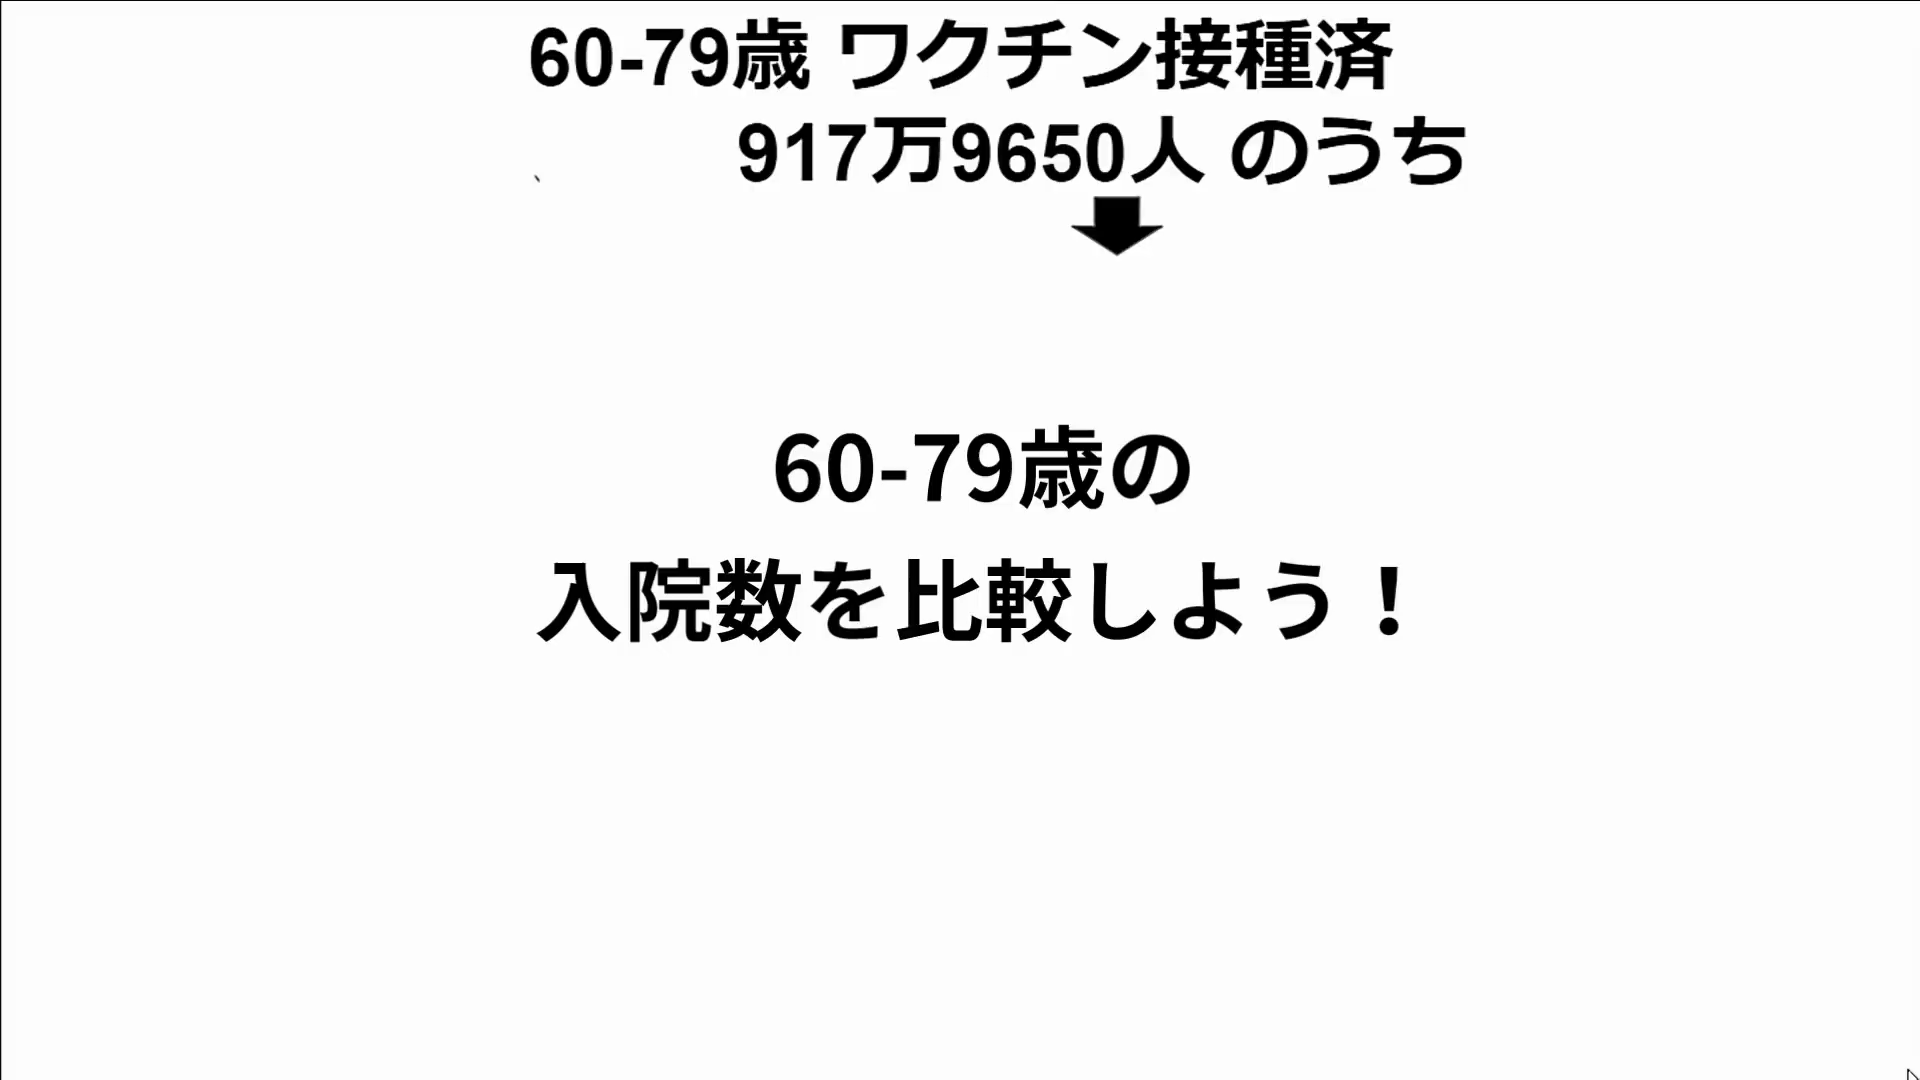 60-79歳 ワクチン接種済
917万9650人 のうち
60-79歳の
入院数を比較しよう！